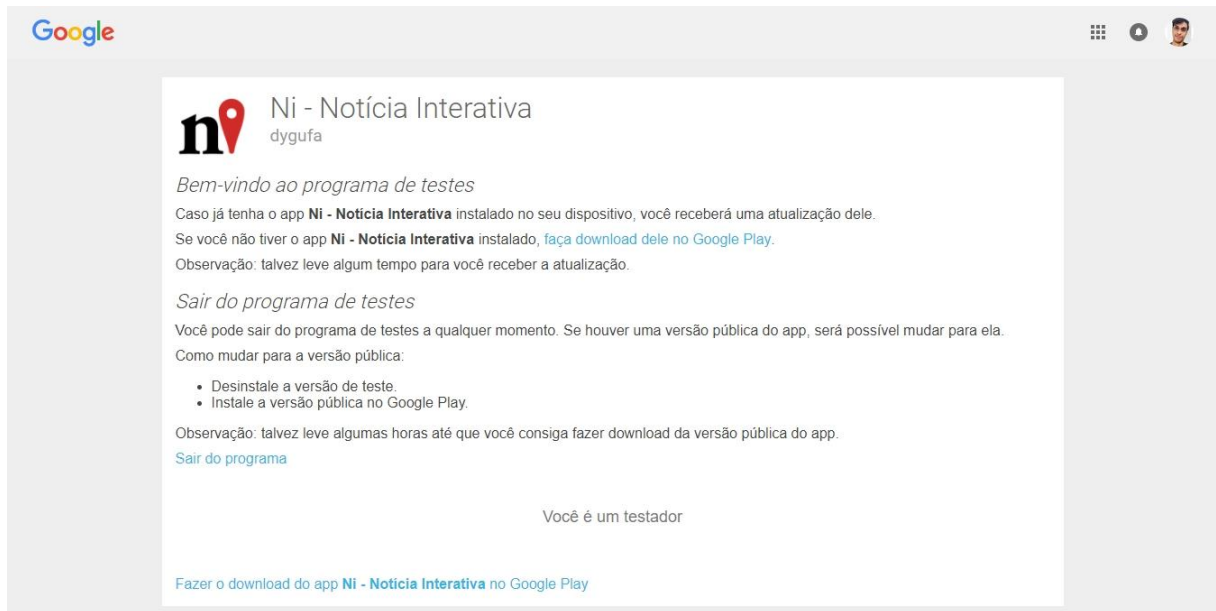 Google
n
Ni - Notícia Interativa
dygufa
Bem-vindo ao programa de testes
Caso já tenha o app Ni - Notícia Interativa instalado no seu dispositivo, você receberá uma atualização dele.
Se você não tiver o app Ni - Notícia Interativa instalado, faça download dele no Google Play.
Observação: talvez leve algum tempo para você receber a atualização.
Sair do programa de testes
Você pode sair do programa de testes a qualquer momento. Se houver uma versão pública do app, será possível mudar para ela.
Como mudar para a versão pública:
• Desinstale a versão de teste.
• Instale a versão pública no Google Play.
Observação: talvez leve algumas horas até que você consiga fazer download da versão pública do app.
Sair do programa
Você é um testador
Fazer o download do app Ni - Notícia Interativa no Google Play